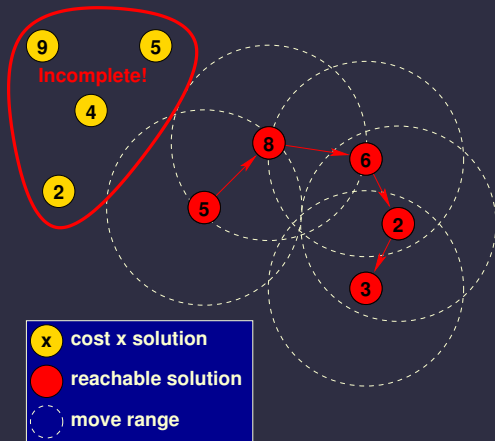 9
5
Incomplete!
4
2
8
6
5
2
3
x cost x solution
reachable solution
move range